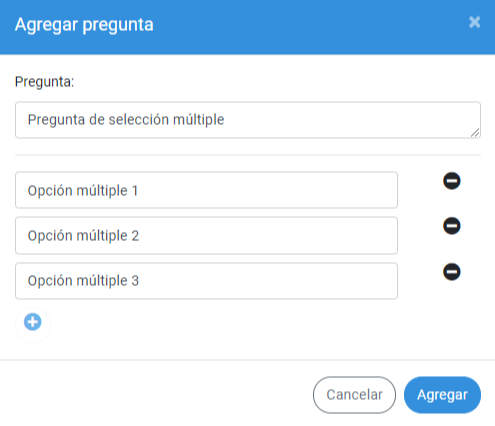 Agregar pregunta
Pregunta:
Pregunta de selección múltiple
Opción múltiple 1
Opción múltiple 2
Opción múltiple 3
Cancelar Agregar